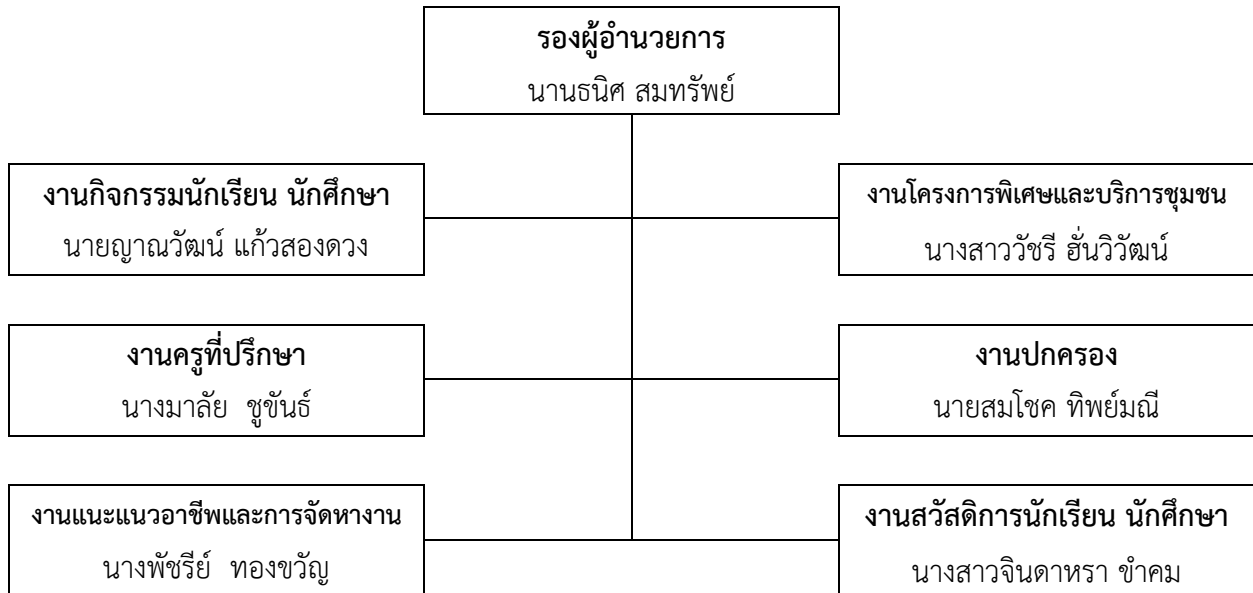 รองผู้อำนวยการ
นานธนิศ สมทรัพย์
งานกิจกรรมนักเรียน นักศึกษา
นายญาณวัฒน์ แก้วสองดวง
งานโครงการพิเศษและบริการชุมชน
นางสาววัชรี ฮั่นวิวัฒน์
งานครูที่ปรึกษา
นางมาลัย ชูขันธ์
งานปกครอง
นายสมโชค ทิพย์มณี
งานแนะแนวอาชีพและการจัดหางาน
นางพัชรีย์ ทองขวัญ
งานสวัสดิการนักเรียน นักศึกษา
นางสาวจินดาหรา ขำคม